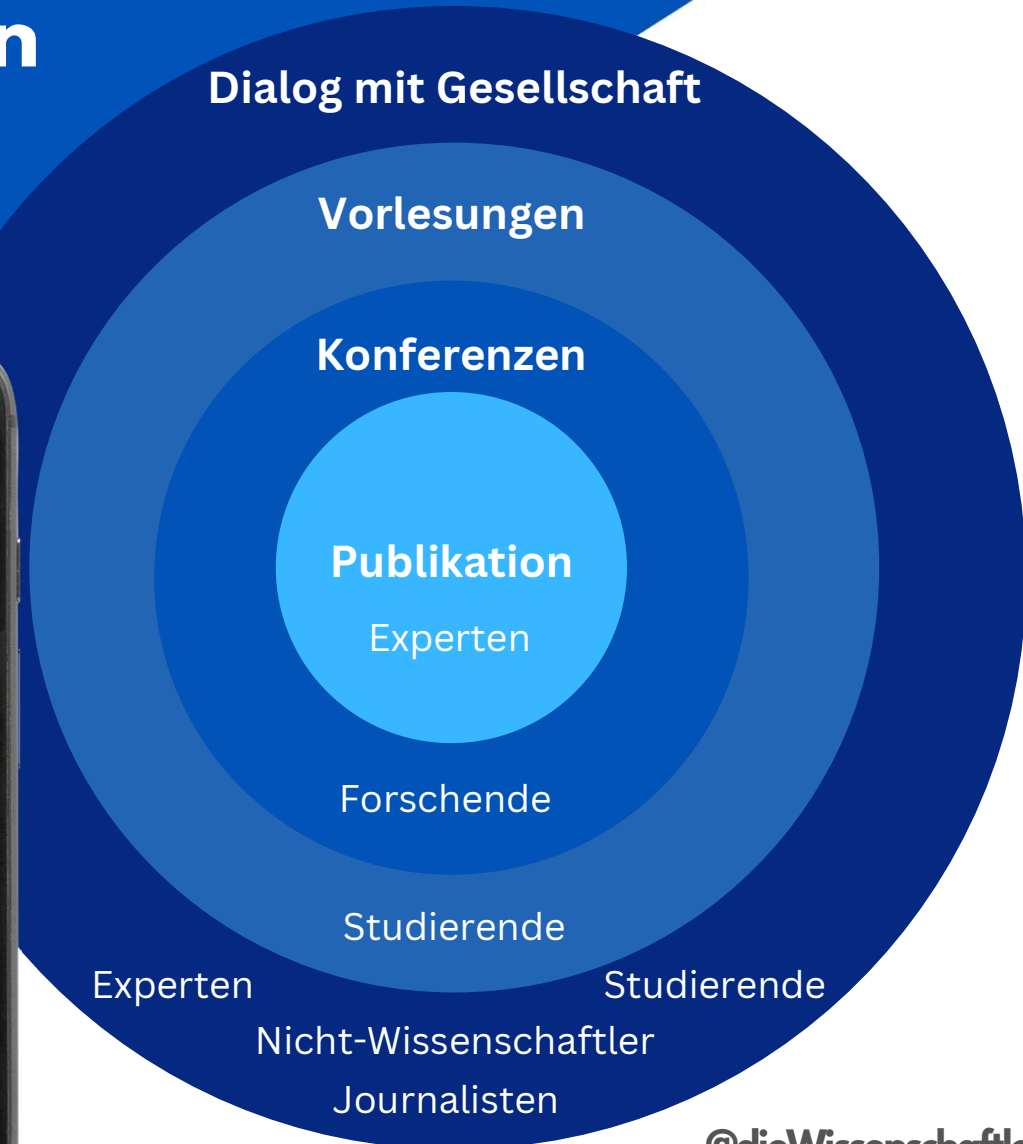 n
Dialog mit Gesellschaft
Vorlesungen
Konferenzen
Publikation
Experten
Forschende
Studierende
Experten
Studierende
Nicht-Wissenschaftler
Journalisten